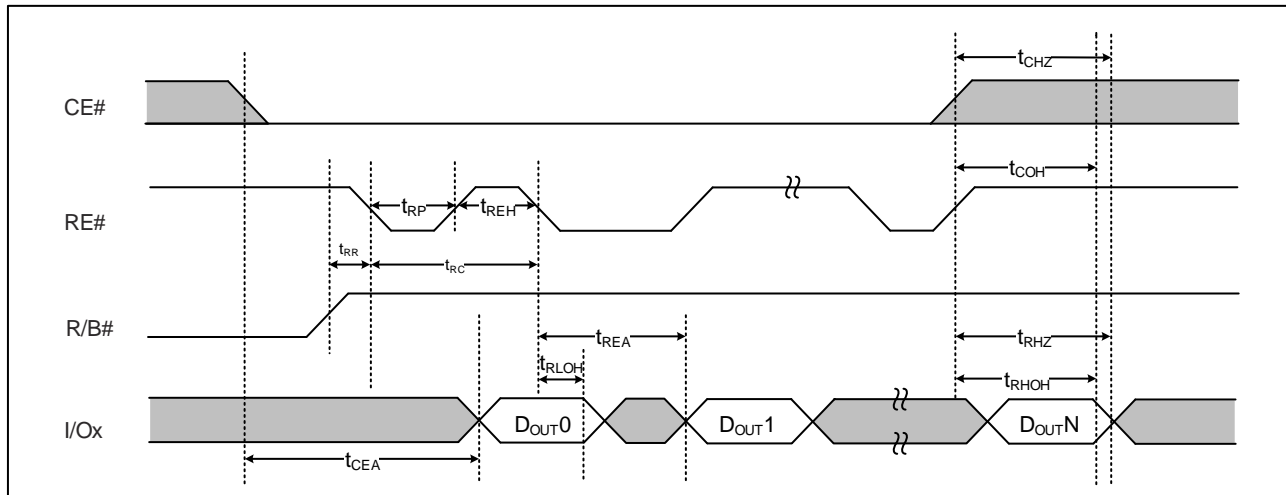 tCHZ
CE#
tCOH
tRP
tREH
RE#
tRR
tRC
R/B#
tREA
tRHZ
tRLOH
tRHOH
I/Ox
DOUT0
DOUT1
DOUTN
tCEA